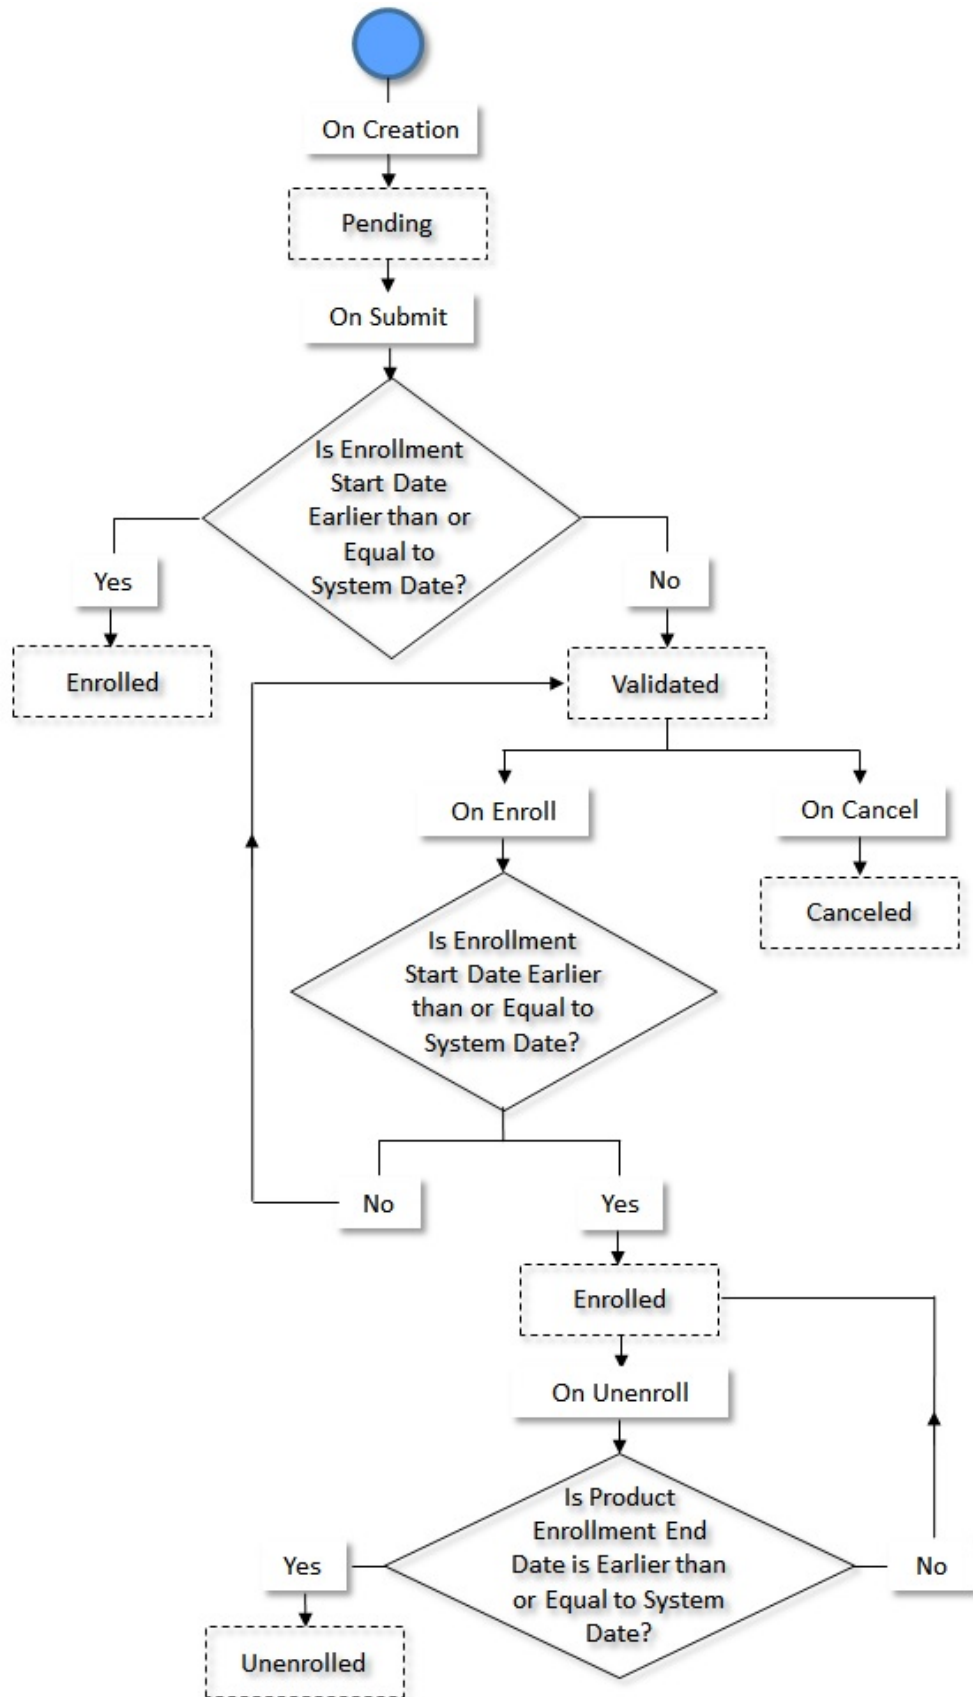 On Creation
Pending
On Submit
Is Enrollment
Start Date
Earlier than or
Equal to
System Date?
Yes
No
Enrolled
Validated
On Enroll
On Cancel
Canceled
Is Enrollment
Start Date Earlier
than or Equal to
System Date?
No
Yes
Enrolled
On Unenroll
Is Product
Enrollment End
Date is Earlier than
or Equal to System
Date?
Yes
No
Unenrolled